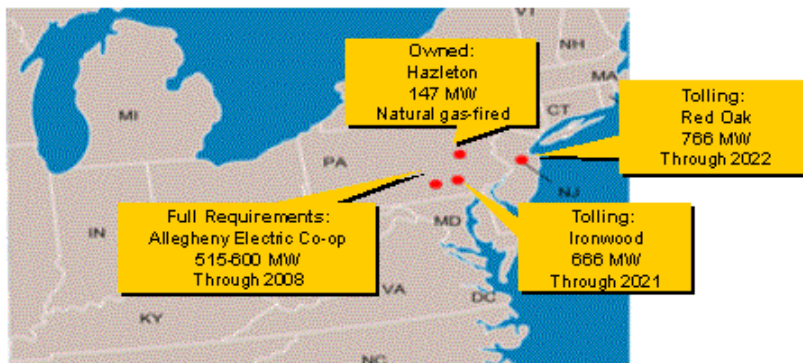 VT
NH
Owned:
Hazleton
147 MW
Natural gas-fired
MA
CT
Tolling:
Red Oak
766 MW
Through 2022
MI
PA
NJ
Full Requirements:
Allegheny Electric Co-op
515-600 MW
Through 2008
Tolling:
Ironwood
666 MW
Through 2021
IN
MD
VA
DC
KY
NC